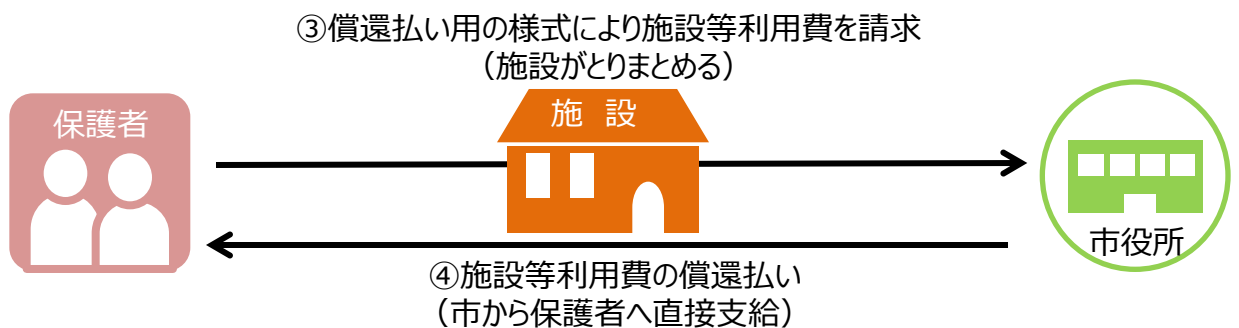 ③償還払い用の様式により施設等利用費を請求
（施設がとりまとめる）
保護者
施 設
市役所
④施設等利用費の償還払い
（市から保護者へ直接支給）